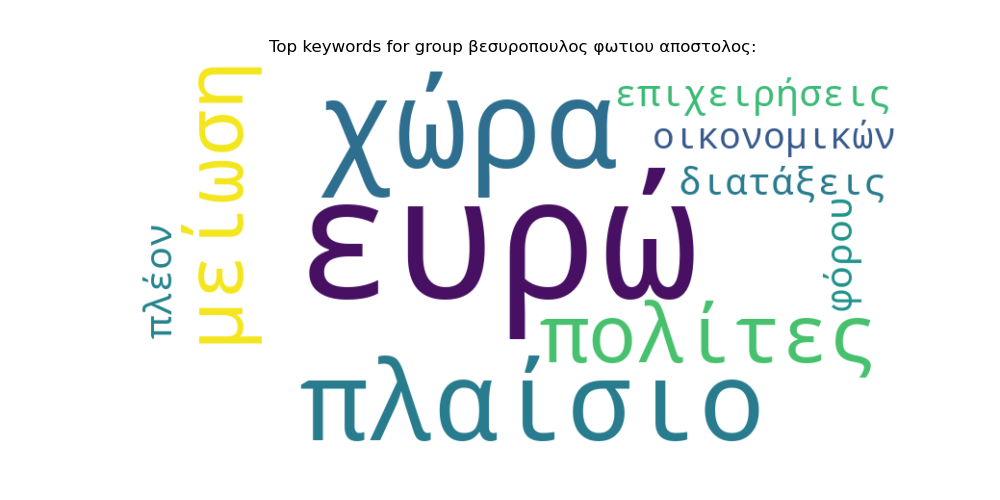 Top keywords for group βεσυροπουλος φωτιου αποστολος:
μείωση
χώρα
επιχειρήσεις
οικονομικών
διατάξεις
ευρώ
πλέον
φόρου
πολίτες
πλαίσιο